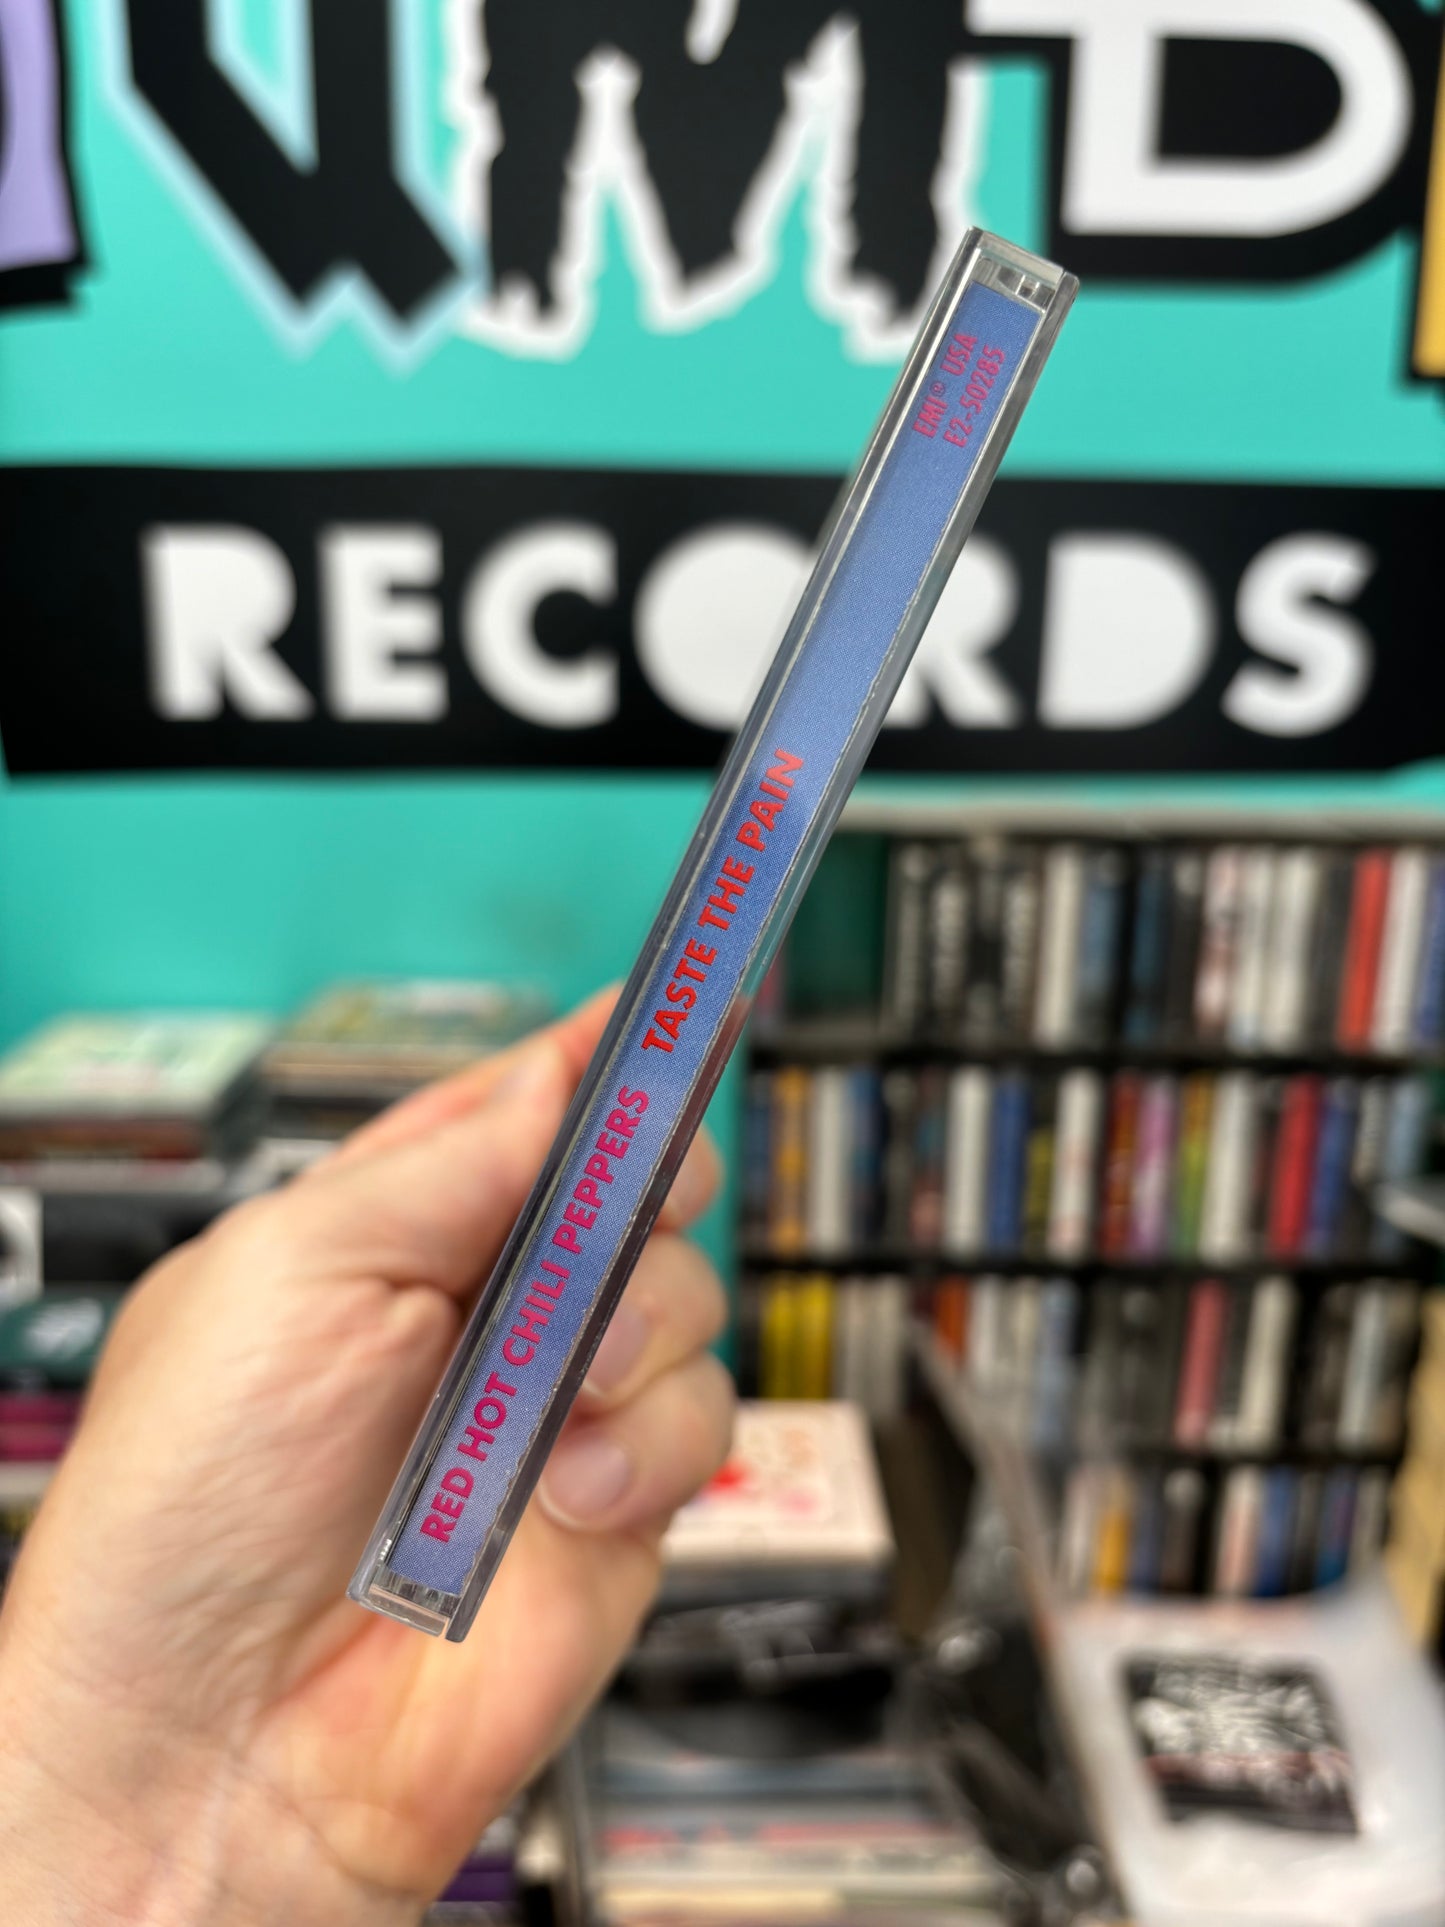 RECORDS
RED HOT CHILI PEPPERS TASTE THE PAIN
EMI® USA
E2-50285